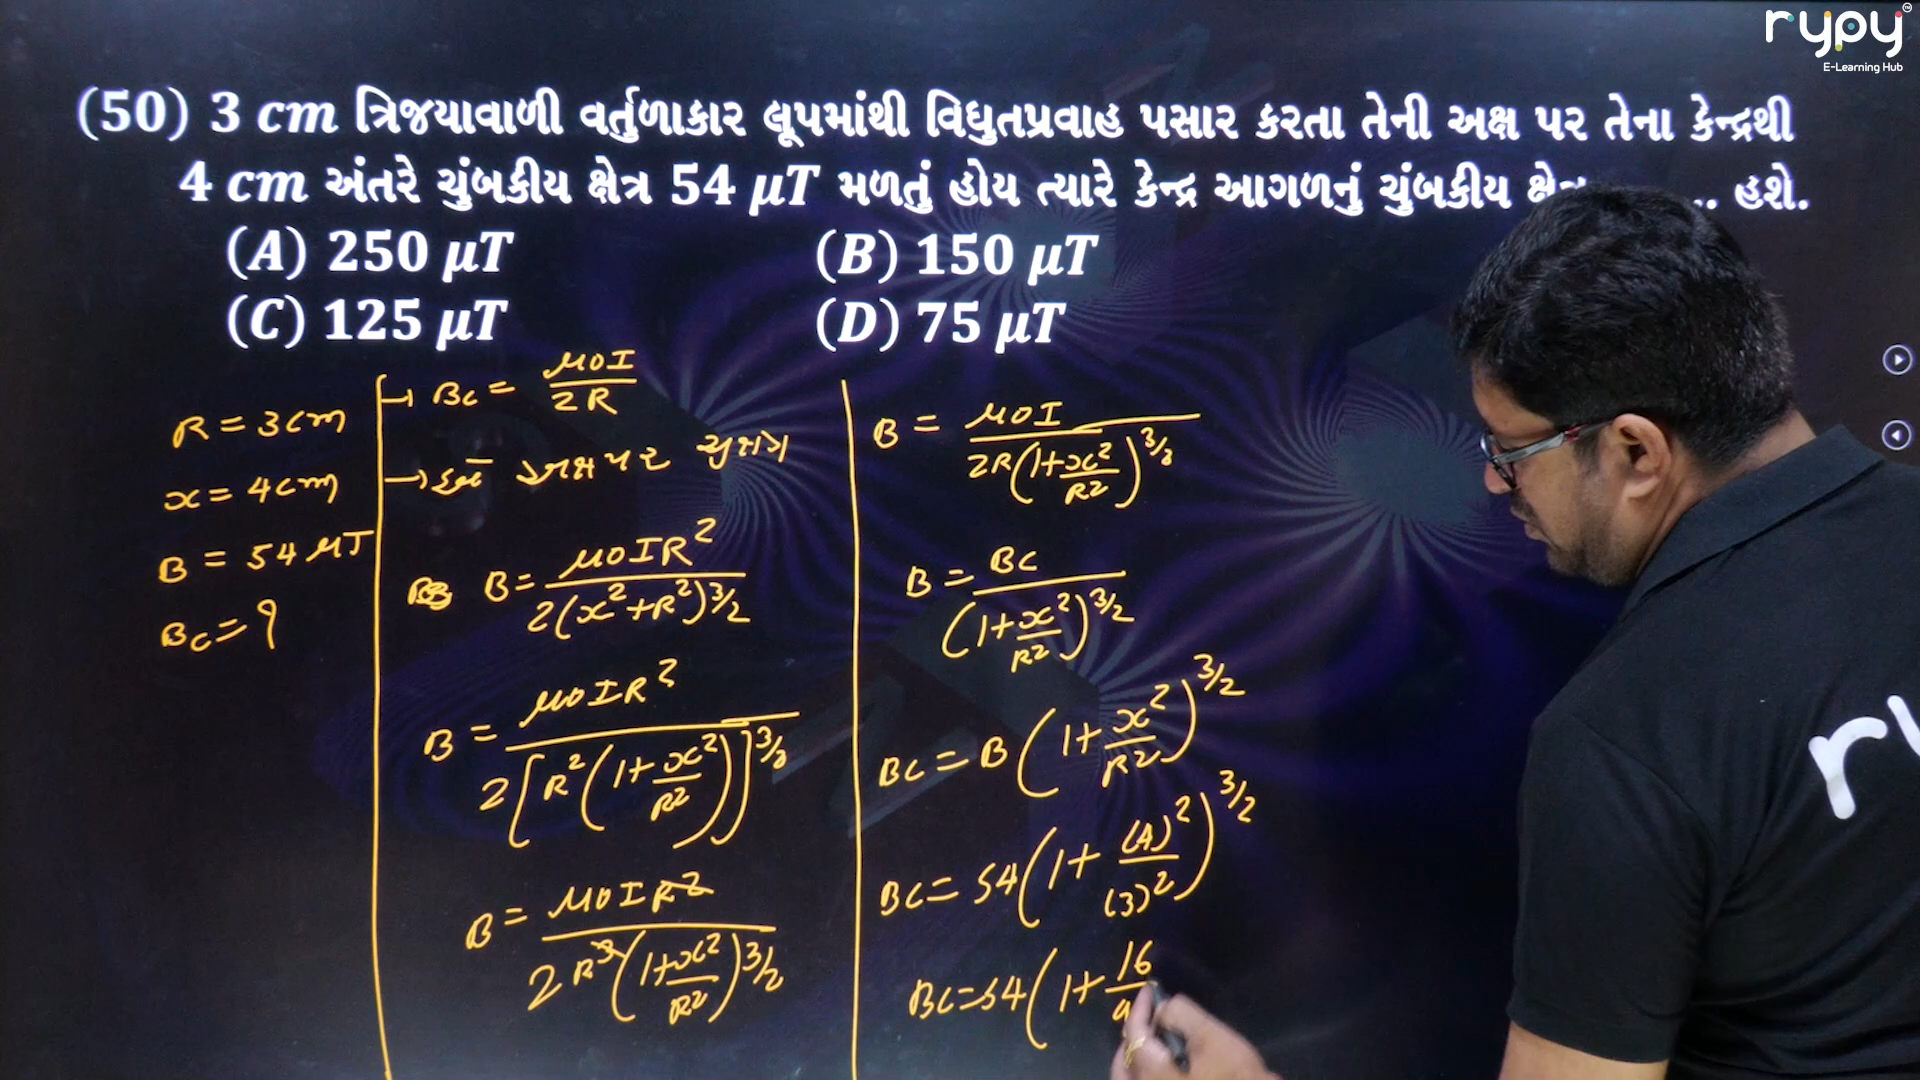 rypy
TM
E-Learning Hub
(50) 3 cm ત્રિજયાવાળી વર્તુળાકાર લૂપમાંથી વિદ્યુતપ્રવાહ પસાર કરતા તેની અક્ષ પર તેના કેન્દ્રથી
4 cm અંતરે ચુંબકીય ક્ષેત્ર 54 μT મળતું હોય ત્યારે કેન્દ્ર આગળનું ચુંબકીય ... હશે.
(A) 250 μT
(B) 150 μT
(C) 125 μT
(D) 75 μT
R = 3cm
x = 4cm
B = 54 μT
Bc = ?
→ Bc = μ0I / 2R
→ અક્ષ પર
B = μ0IR² / 2(x²+R²)^3/2
B = μ0IR² / 2[R²(1+x²/R²)]^3/2
B = μ0IR² / 2R³(1+x²/R²)^3/2
B = μ0I / 2R(1+x²/R²)^3/2
B = Bc / (1+x²/R²)^3/2
Bc = B(1+x²/R²)^3/2
Bc = 54(1+(4)²/(3)²)^3/2
Bc = 54(1+16/
r